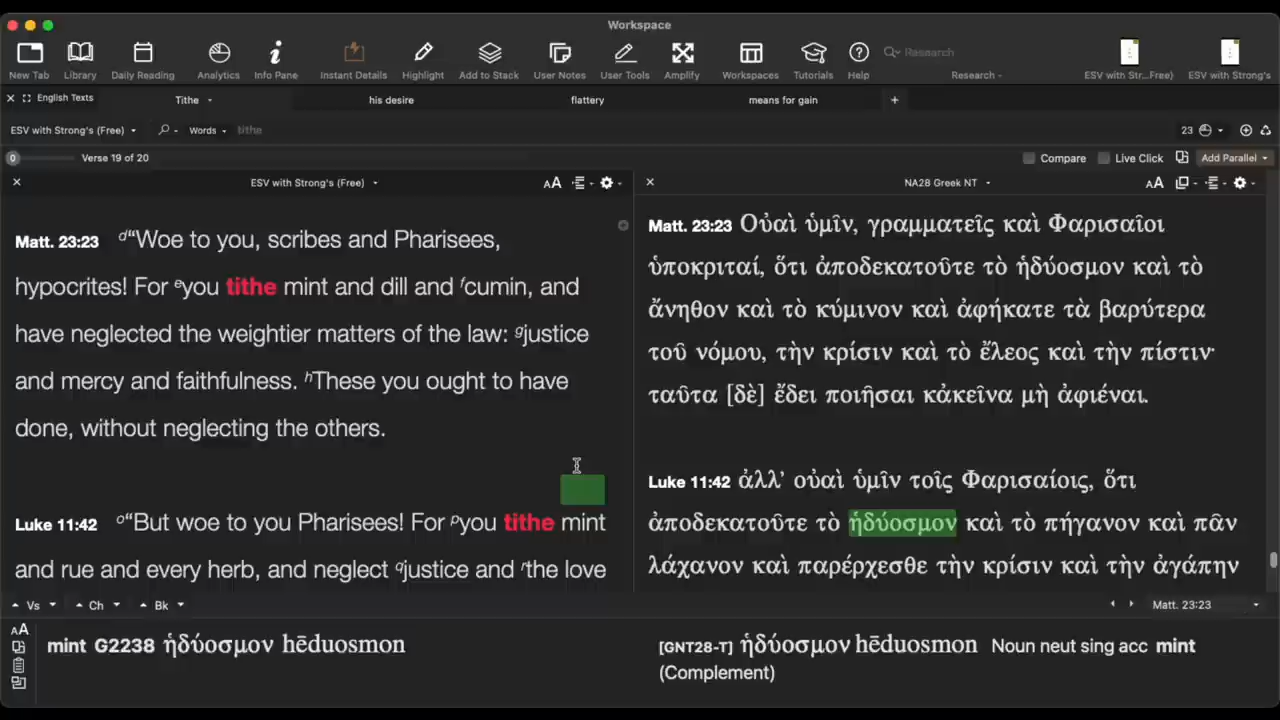 Workspace
New Tab Library Daily Reading Analytics Info Pane Instant Details Highlight Add to Stack User Notes User Tools Amplify Workspaces Tutorials Help Research Research ESV with Str...Free) ESV with Strong's
English Texts Tithe his desire flattery means for gain +
ESV with Strong's (Free) Words tithe 23
0 Verse 19 of 20 Compare Live Click Add Parallel
ESV with Strong's (Free) AA
Matt. 23:23 d“Woe to you, scribes and Pharisees,
hypocrites! For eyou tithe mint and dill and fcumin, and
have neglected the weightier matters of the law: gjustice
and mercy and faithfulness. hThese you ought to have
done, without neglecting the others.
Luke 11:42 o“But woe to you Pharisees! For pyou tithe mint
and rue and every herb, and neglect qjustice and rthe love
NA28 Greek NT AA
Matt. 23:23 Οὐαὶ ὑμῖν, γραμματεῖς καὶ Φαρισαῖοι
ὑποκριταί, ὅτι ἀποδεκατοῦτε τὸ ἡδύοσμον καὶ τὸ
ἄνηθον καὶ τὸ κύμινον καὶ ἀφήκατε τὰ βαρύτερα
τοῦ νόμου, τὴν κρίσιν καὶ τὸ ἔλεος καὶ τὴν πίστιν·
ταῦτα [δὲ] ἔδει ποιῆσαι κἀκεῖνα μὴ ἀφιέναι.
Luke 11:42 ἀλλ’ οὐαὶ ὑμῖν τοῖς Φαρισαίοις, ὅτι
ἀποδεκατοῦτε τὸ ἡδύοσμον καὶ τὸ πήγανον καὶ πᾶν
λάχανον καὶ παρέρχεσθε τὴν κρίσιν καὶ τὴν ἀγάπην
Vs Ch Bk Matt. 23:23
AA mint G2238 ἡδύοσμον hēduosmon
[GNT28-T] ἡδύοσμον hēduosmon Noun neut sing acc mint
(Complement)